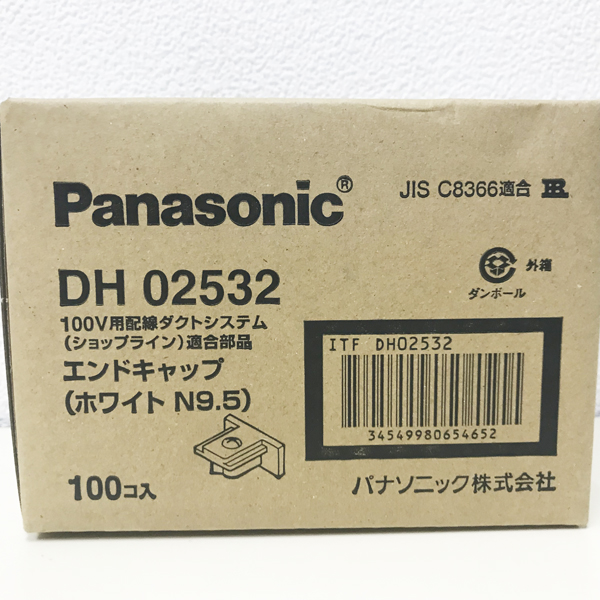 Panasonic®
JIS C8366適合
DH 02532
100V用配線ダクトシステム
(ショップライン)適合部品
エンドキャップ
(ホワイト N9.5)
100コ入
外箱
ダンボール
ITF DH02532
34549980654652
パナソニック株式会社